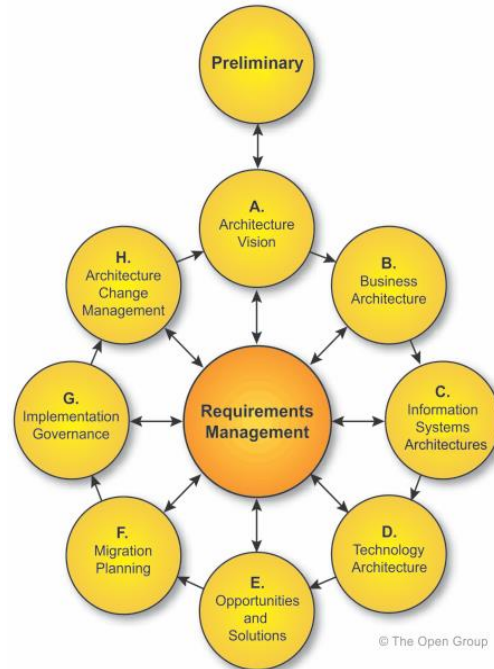 Preliminary
A.
Architecture
Vision
B.
Business
Architecture
C.
Information
Systems
Architectures
D.
Technology
Architecture
E.
Opportunities
and
Solutions
F.
Migration
Planning
G.
Implementation
Governance
H.
Architecture
Change
Management
Requirements
Management
© The Open Group